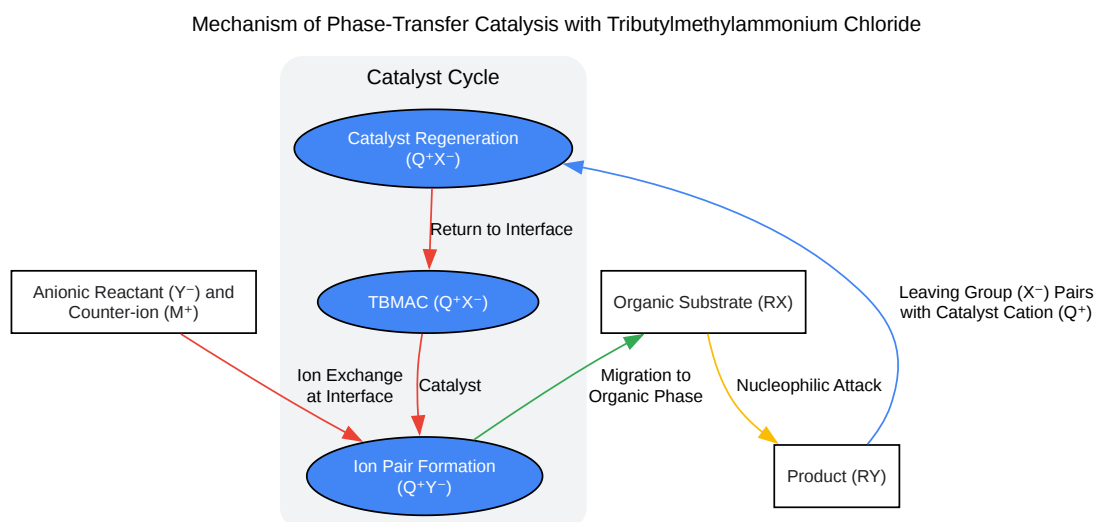 Mechanism of Phase-Transfer Catalysis with Tributylmethylammonium Chloride
Catalyst Cycle
Catalyst Regeneration
(Q⁺X⁻)
Return to Interface
Anionic Reactant (Y⁻) and
Counter-ion (M⁺)
TBMAC (Q⁺X⁻)
Organic Substrate (RX)
Leaving Group (X⁻) Pairs
with Catalyst Cation (Q⁺)
Ion Exchange
at Interface
Catalyst
Migration to
Organic Phase
Nucleophilic Attack
Ion Pair Formation
(Q⁺Y⁻)
Product (RY)